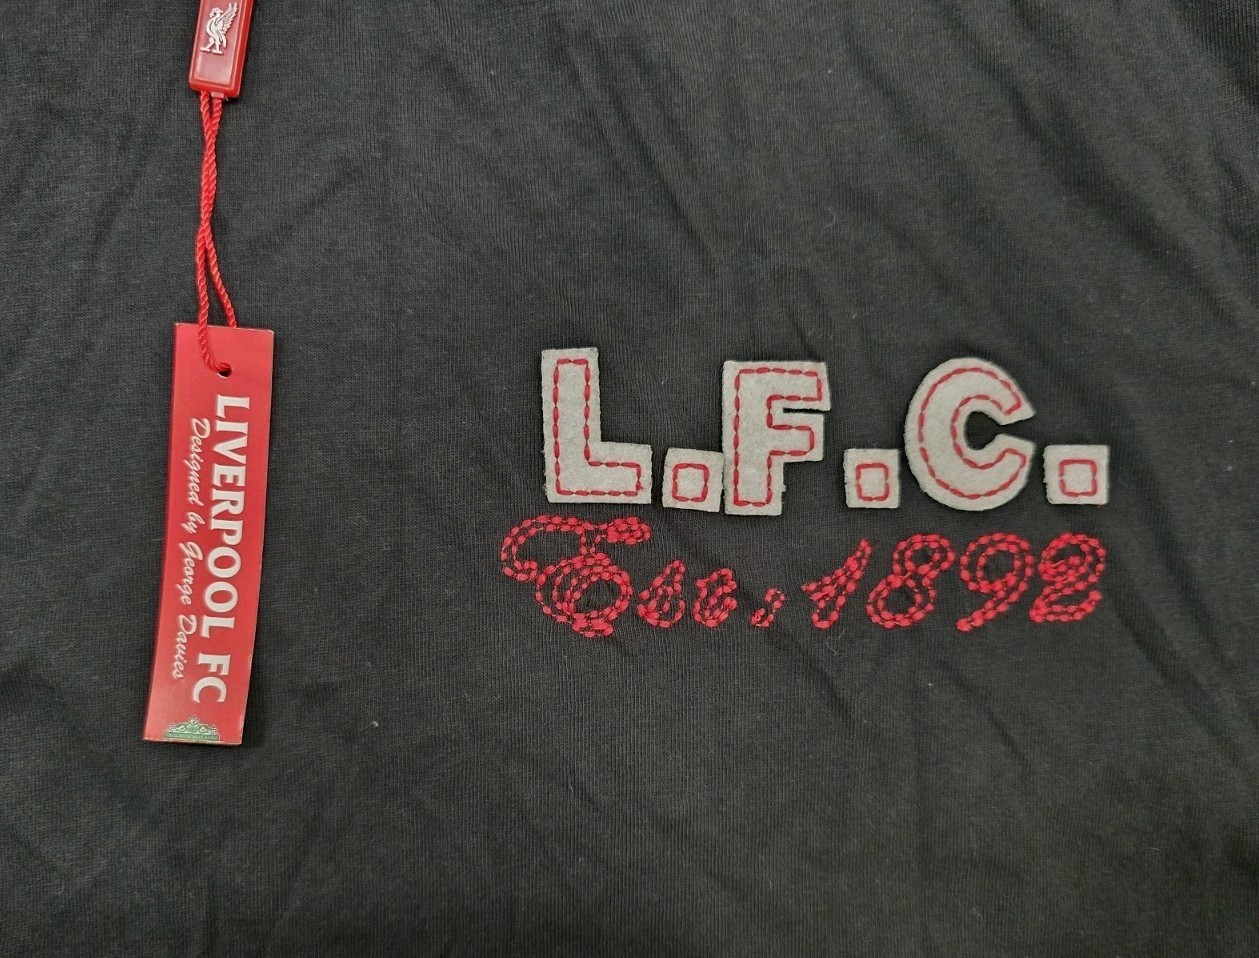 LIVERPOOL FC
Designed by George Davies
L.F.C.
Est. 1892